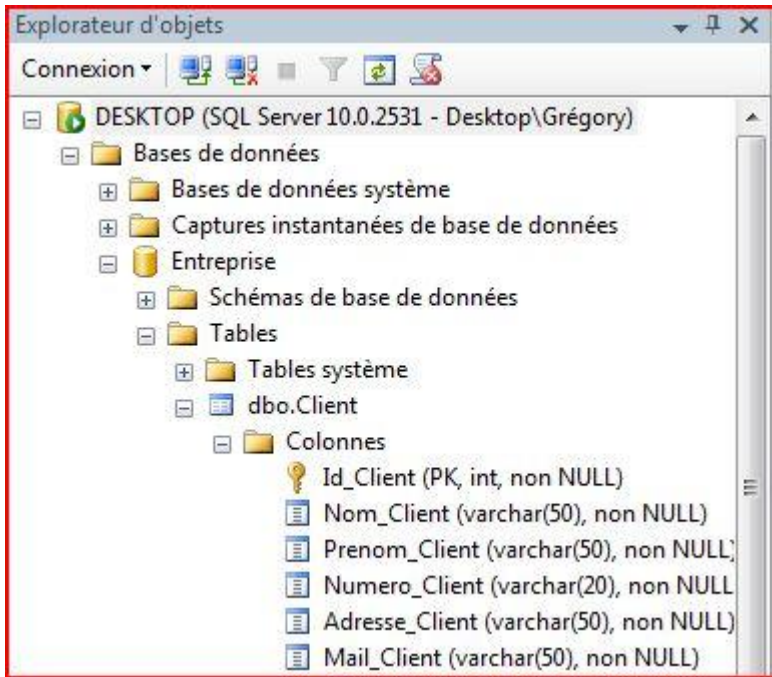 Explorateur d'objets
Connexion
DESKTOP (SQL Server 10.0.2531 - Desktop\Grégory)
Bases de données
Bases de données système
Captures instantanées de base de données
Entreprise
Schémas de base de données
Tables
Tables système
dbo.Client
Colonnes
Id_Client (PK, int, non NULL)
Nom_Client (varchar(50), non NULL)
Prenom_Client (varchar(50), non NULL)
Numero_Client (varchar(20), non NULL
Adresse_Client (varchar(50), non NULL)
Mail_Client (varchar(50), non NULL)